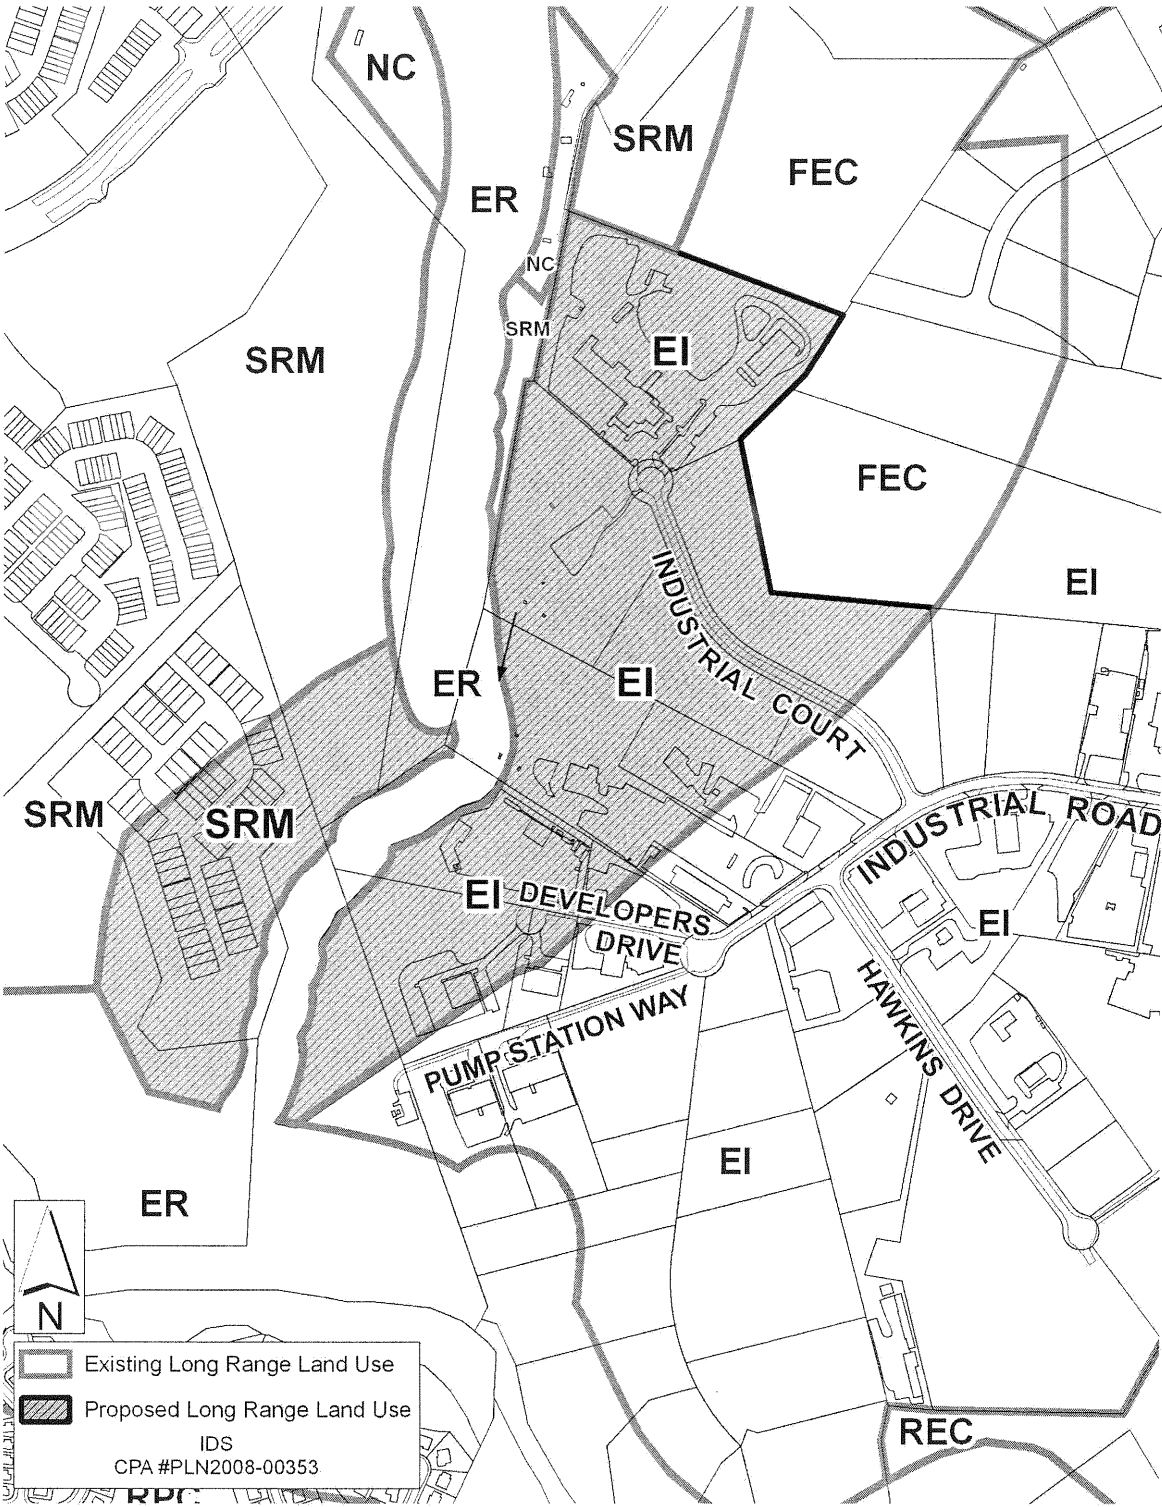 NC
SRM
FEC
ER
NC
SRM
EI
SRM
FEC
EI
INDUSTRIAL COURT
ER
EI
SRM
SRM
INDUSTRIAL ROAD
EI
DEVELOPERS
DRIVE
EI
HAWKINS DRIVE
PUMP STATION WAY
EI
ER
N
Existing Long Range Land Use
Proposed Long Range Land Use
IDS
CPA #PLN2008-00353
REC
RPC